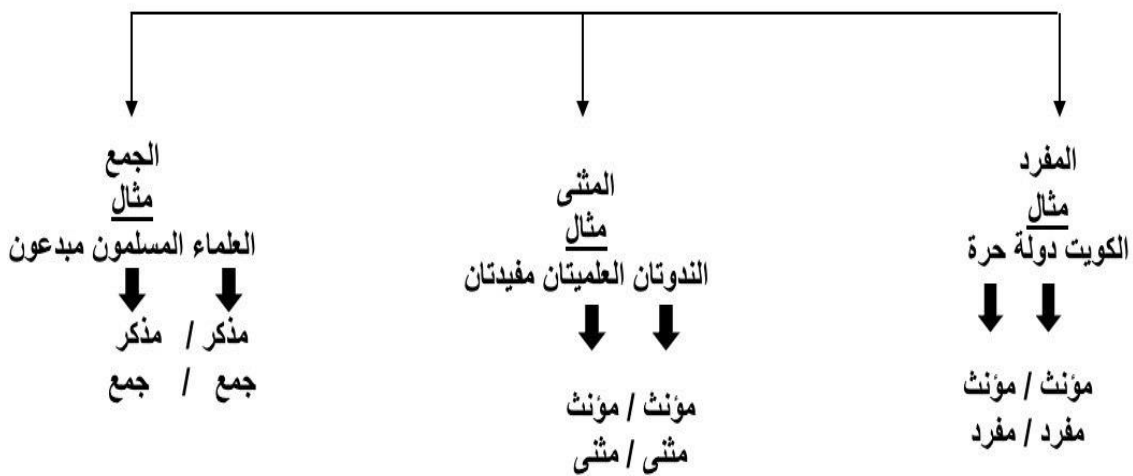 المفرد
مثال
الكويت دولة حرة
مؤنث / مؤنث
مفرد / مفرد
المثنى
مثال
الندوتان العلميتان مفيدتان
مؤنث / مؤنث
مثنى / مثنى
الجمع
مثال
العلماء المسلمون مبدعون
مذكر / مذكر
جمع / جمع